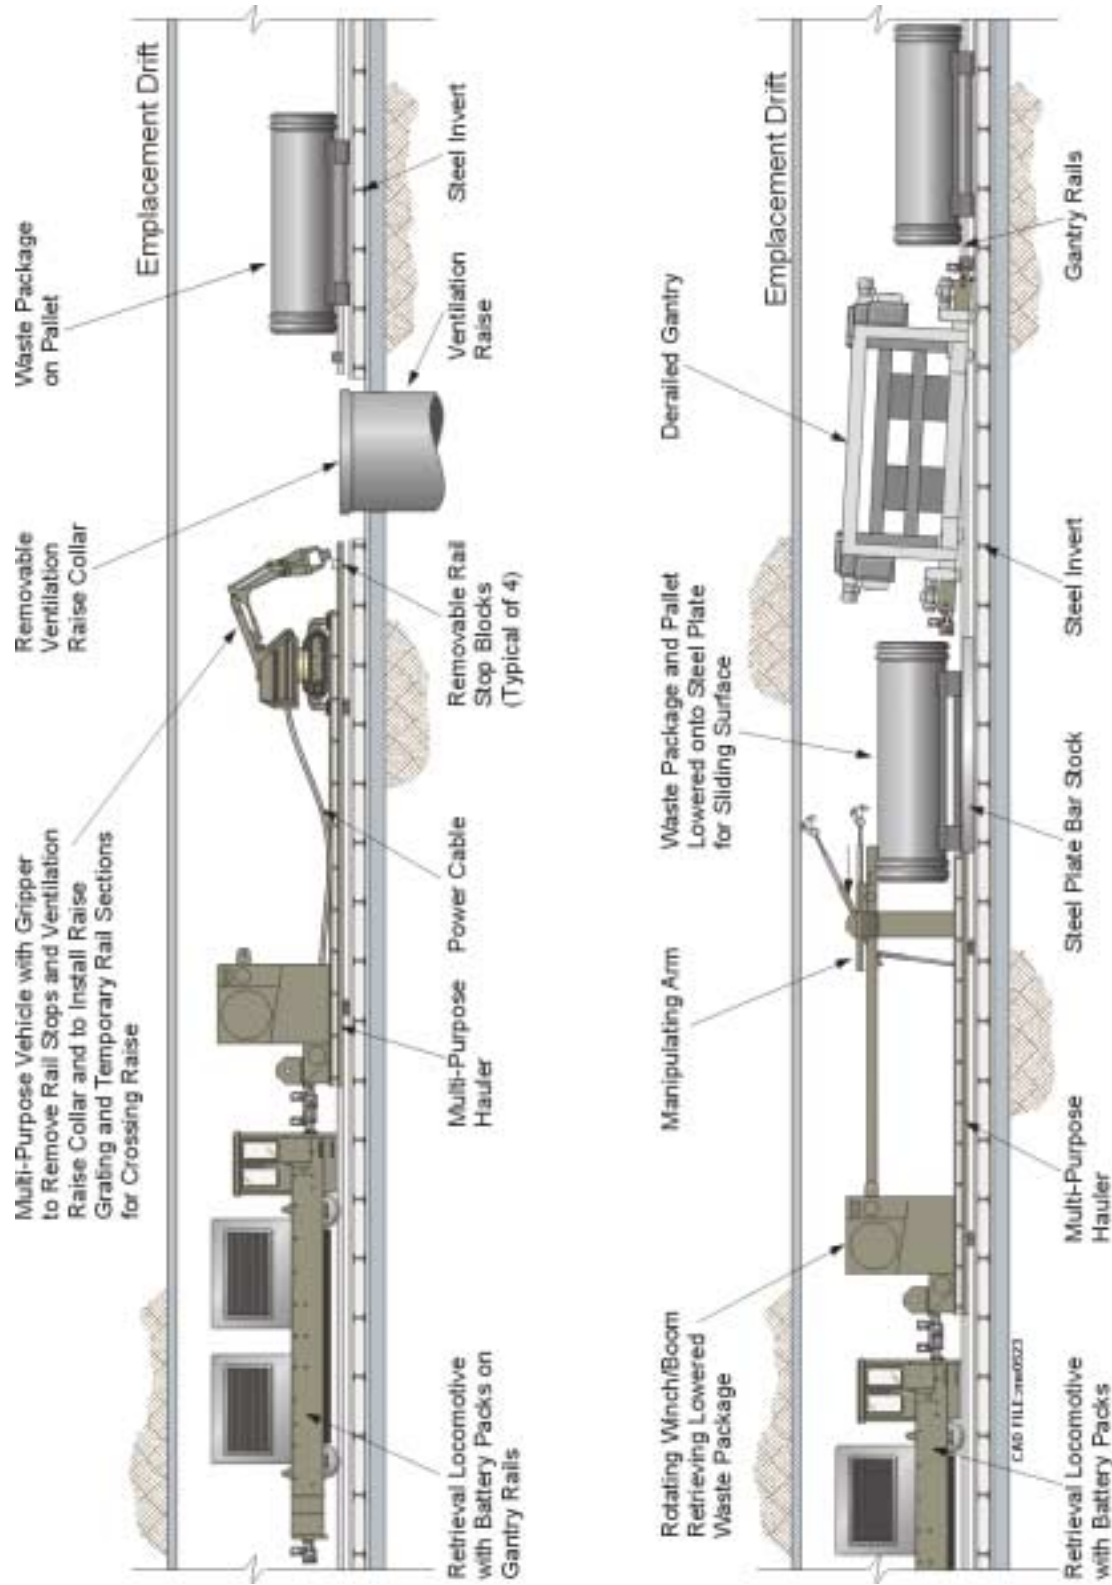 Multi-Purpose Vehicle with Gripper
to Remove Rail Stops and Ventilation
Raise Collar and to Install Raise
Grating and Temporary Rail Sections
for Crossing Raise
Removable
Ventilation
Raise Collar
Waste Package
on Pallet
Emplacement Drift
Retrieval Locomotive
with Battery Packs on
Gantry Rails
Multi-Purpose
Hauler
Power Cable
Removable Rail
Stop Blocks
(Typical of 4)
Ventilation
Raise
Steel Invert
Rotating Winch/Boom
Retrieving Lowered
Waste Package
Manipulating Arm
Waste Package and Pallet
Lowered onto Steel Plate
for Sliding Surface
Derailed Gantry
Emplacement Drift
CAD FILE:
Retrieval Locomotive
with Battery Packs
Multi-Purpose
Hauler
Steel Plate Bar Stock
Steel Invert
Gantry Rails